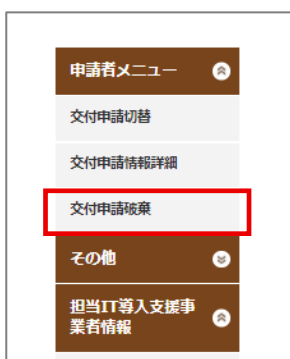 申請者メニュー
交付申請切替
交付申請情報詳細
交付申請破棄
その他
担当IT導入支援事
業者情報